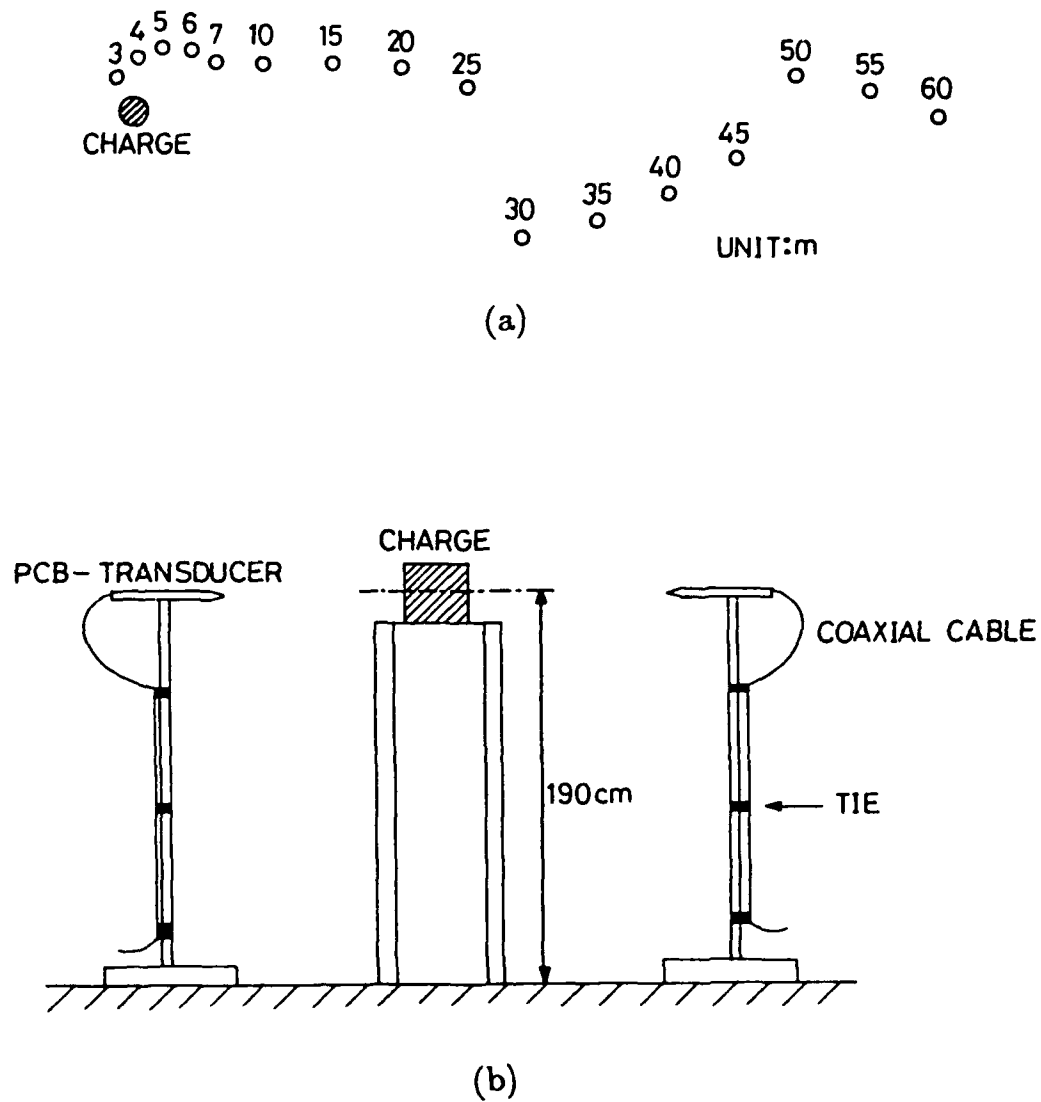 3 4 5 6 7 10 15 20 25 30 35 40 45 50 55 60
CHARGE
UNIT:m
(a)
CHARGE
PCB-TRANSDUCER
COAXIAL CABLE
190cm
TIE
(b)